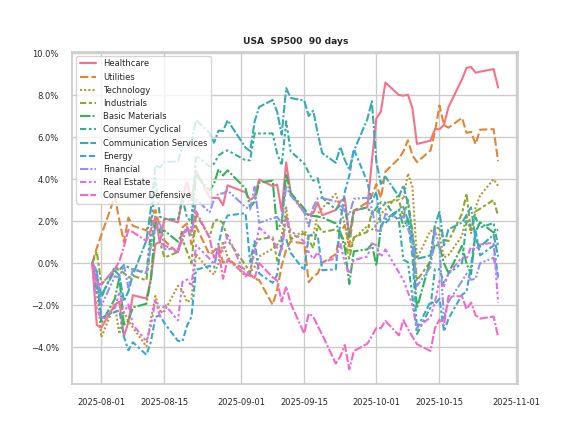 USA SP500 90 days
10.0%
8.0%
6.0%
4.0%
2.0%
0.0%
−2.0%
−4.0%
Healthcare
Utilities
Technology
Industrials
Basic Materials
Consumer Cyclical
Communication Services
Energy
Financial
Real Estate
Consumer Defensive
2025-08-01 2025-08-15 2025-09-01 2025-09-15 2025-10-01 2025-10-15 2025-11-01